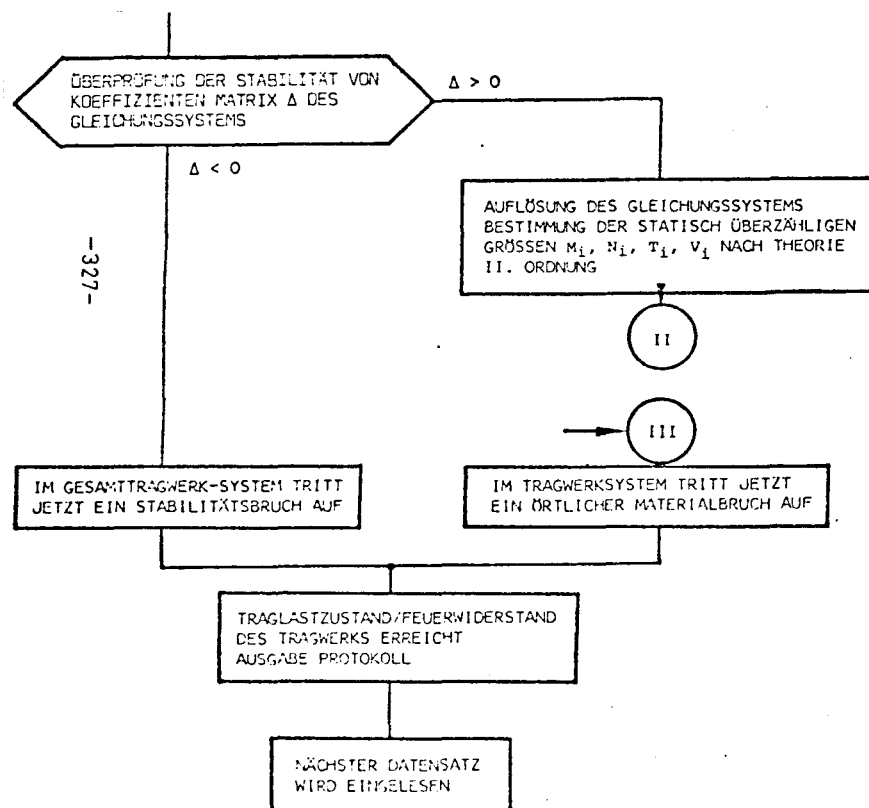 ÜBERPRÜFUNG DER STABILITÄT VON
KOEFFIZIENTEN MATRIX Δ DES
GLEICHUNGSSYSTEMS
Δ > 0
Δ < 0
AUFLÖSUNG DES GLEICHUNGSSYSTEMS
BESTIMMUNG DER STATISCH ÜBERZÄHLIGEN
GRÖSSEN Mi, Ni, Ti, Vi NACH THEORIE
II. ORDNUNG
-327-
II
III
IM GESAMTTRAGWERK-SYSTEM TRITT
JETZT EIN STABILITÄTSBRUCH AUF
IM TRAGWERKSYSTEM TRITT JETZT
EIN ÖRTLICHER MATERIALBRUCH AUF
TRAGLASTZUSTAND/FEUERWIDERSTAND
DES TRAGWERKS ERREICHT
AUSGABE PROTOKOLL
NÄCHSTER DATENSATZ
WIRD EINGELESEN